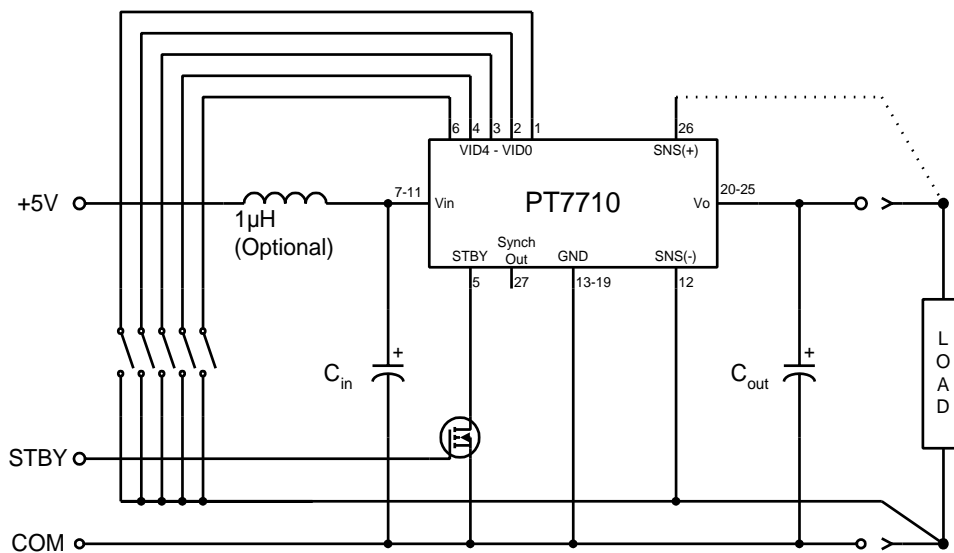 6 4 3 2 1
26
VID4 - VID0
SNS(+)
7-11
20-25
+5V
Vin
PT7710
Vo
1µH
(Optional)
STBY
Synch
Out
GND
SNS(-)
5
27
13-19
12
+
+
Cin
Cout
LOAD
STBY
COM